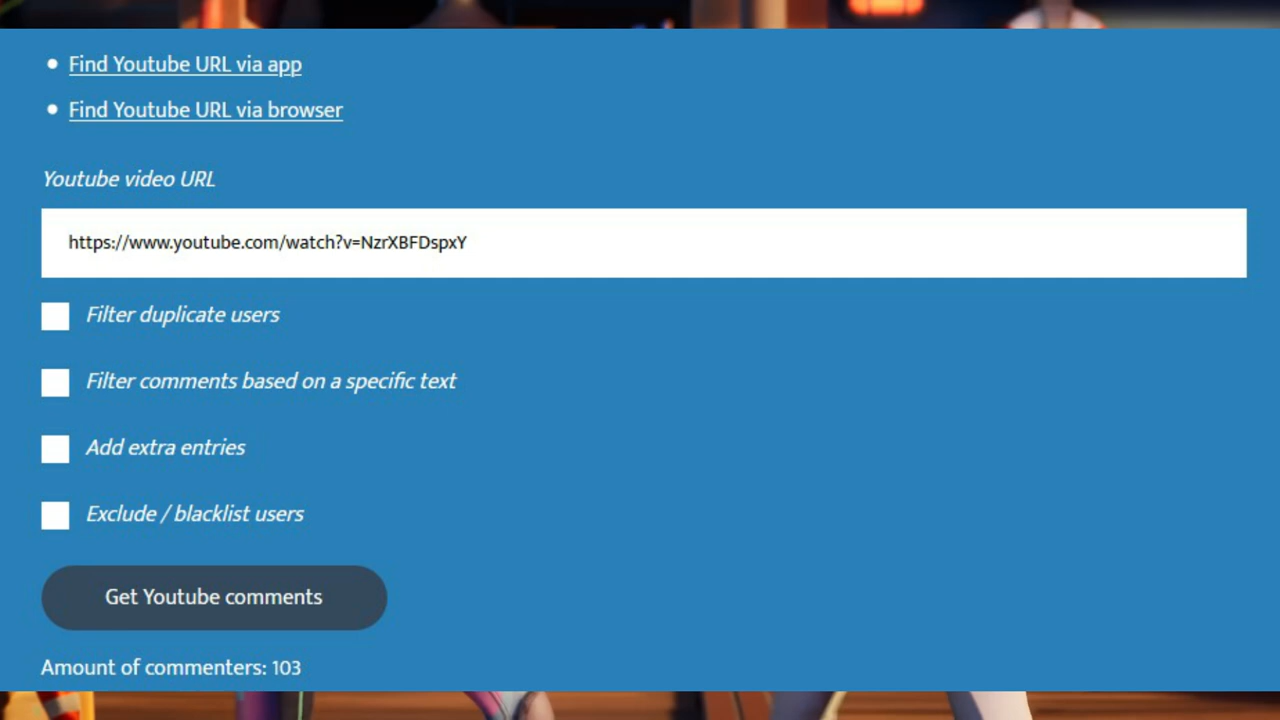 Find Youtube URL via app
Find Youtube URL via browser
Youtube video URL
https://www.youtube.com/watch?v=NzrXBFDspxY
Filter duplicate users
Filter comments based on a specific text
Add extra entries
Exclude / blacklist users
Get Youtube comments
Amount of commenters: 103